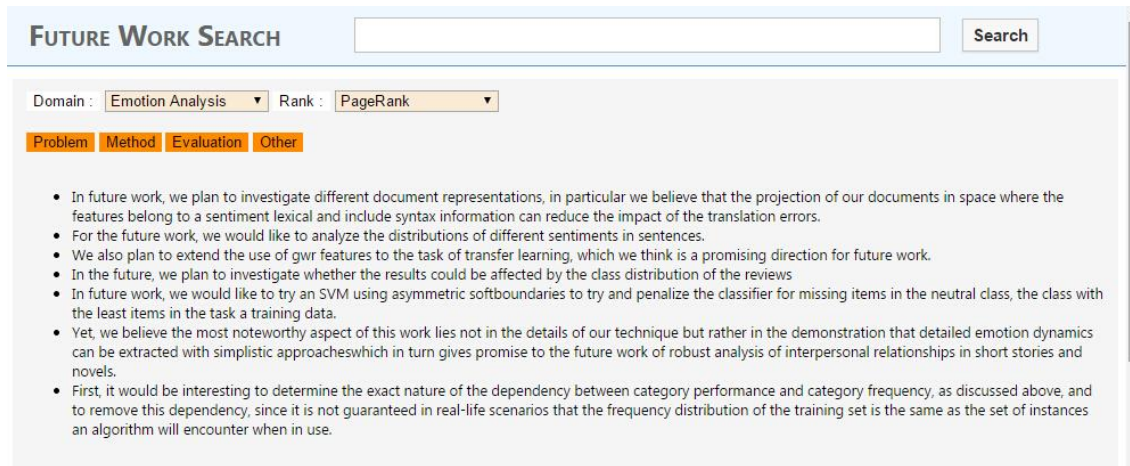 FUTURE WORK SEARCH
Search
Domain : Emotion Analysis Rank : PageRank
Problem Method Evaluation Other
• In future work, we plan to investigate different document representations, in particular we believe that the projection of our documents in space where the
features belong to a sentiment lexical and include syntax information can reduce the impact of the translation errors.
• For the future work, we would like to analyze the distributions of different sentiments in sentences.
• We also plan to extend the use of gwr features to the task of transfer learning, which we think is a promising direction for future work.
• In the future, we plan to investigate whether the results could be affected by the class distribution of the reviews
• In future work, we would like to try an SVM using asymmetric softboundaries to try and penalize the classifier for missing items in the neutral class, the class with
the least items in the task a training data.
• Yet, we believe the most noteworthy aspect of this work lies not in the details of our technique but rather in the demonstration that detailed emotion dynamics
can be extracted with simplistic approacheswhich in turn gives promise to the future work of robust analysis of interpersonal relationships in short stories and
novels.
• First, it would be interesting to determine the exact nature of the dependency between category performance and category frequency, as discussed above, and
to remove this dependency, since it is not guaranteed in real-life scenarios that the frequency distribution of the training set is the same as the set of instances
an algorithm will encounter when in use.